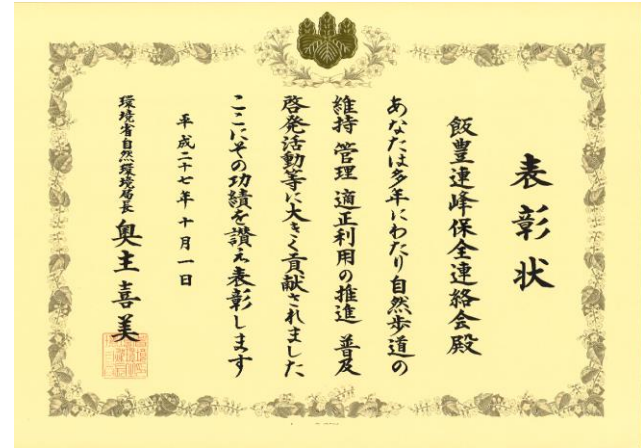 表彰状
飯豊連峰保全連絡会殿
あなたは多年にわたり自然歩道の
維持 管理 適正利用の推進 普及
啓発活動等に大きく貢献されました
ここにその功績を讃え表彰します
平成二十七年十月一日
環境省自然環境局長 奥主喜美